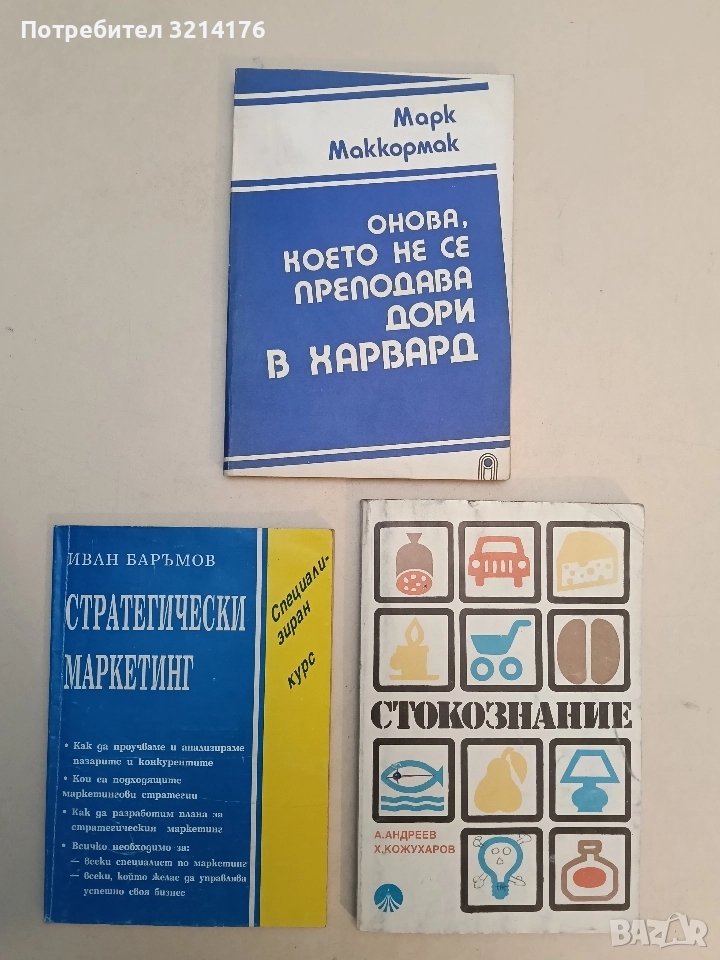 Потребител 3214176
Марк
Маккормак
ОНОВА,
КОЕТО НЕ СЕ
ПРЕПОДАВА
ДОРИ
В ХАРВАРД
ИВАН БАРЪМОВ
СТРАТЕГИЧЕСКИ
МАРКЕТИНГ
Специали-
зиран
курс
• Как да проучваме и анализираме
пазарите и конкурентите
• Кои са подходящите
маркетингови стратегии
• Как да разработим плана за
стратегическия маркетинг
• Всичко необходимо за:
— всеки специалист по маркетинг
— всеки, който желае да управлява
успешно своя бизнес
СТОКОЗНАНИЕ
А.АНДРЕЕВ
Х.КОЖУХАРОВ
BAZAR